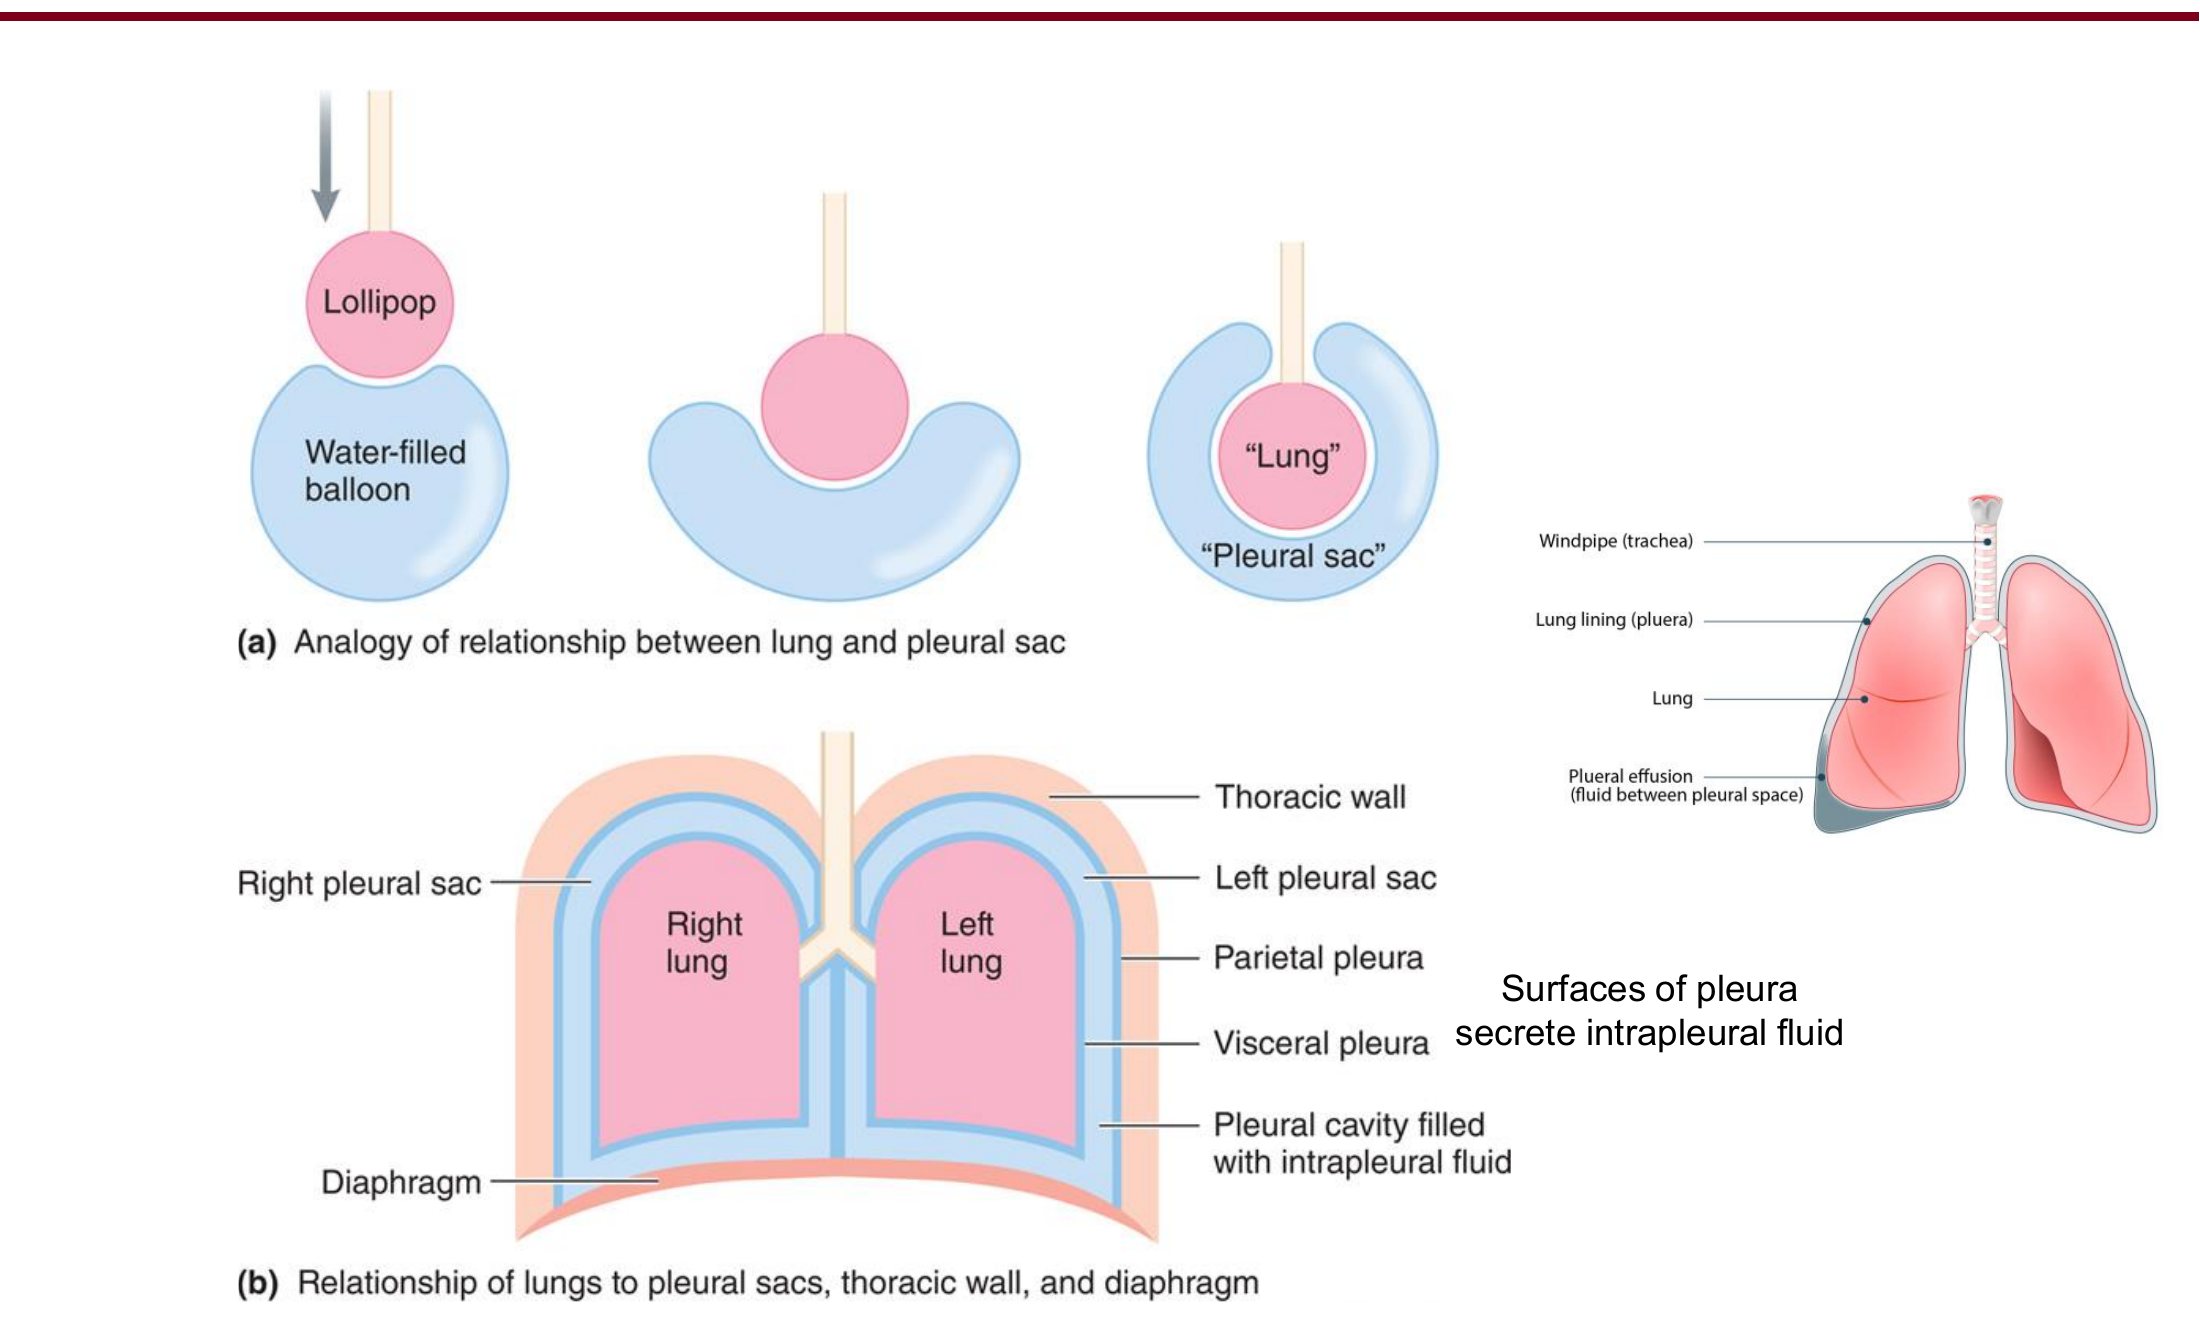 Lollipop
Water-filled
balloon
“Lung”
“Pleural sac”
(a) Analogy of relationship between lung and pleural sac
Windpipe (trachea)
Lung lining (pluera)
Lung
Plueral effusion
(fluid between pleural space)
Thoracic wall
Right pleural sac
Left pleural sac
Right
lung
Left
lung
Parietal pleura
Visceral pleura
Surfaces of pleura
secrete intrapleural fluid
Pleural cavity filled
with intrapleural fluid
Diaphragm
(b) Relationship of lungs to pleural sacs, thoracic wall, and diaphragm